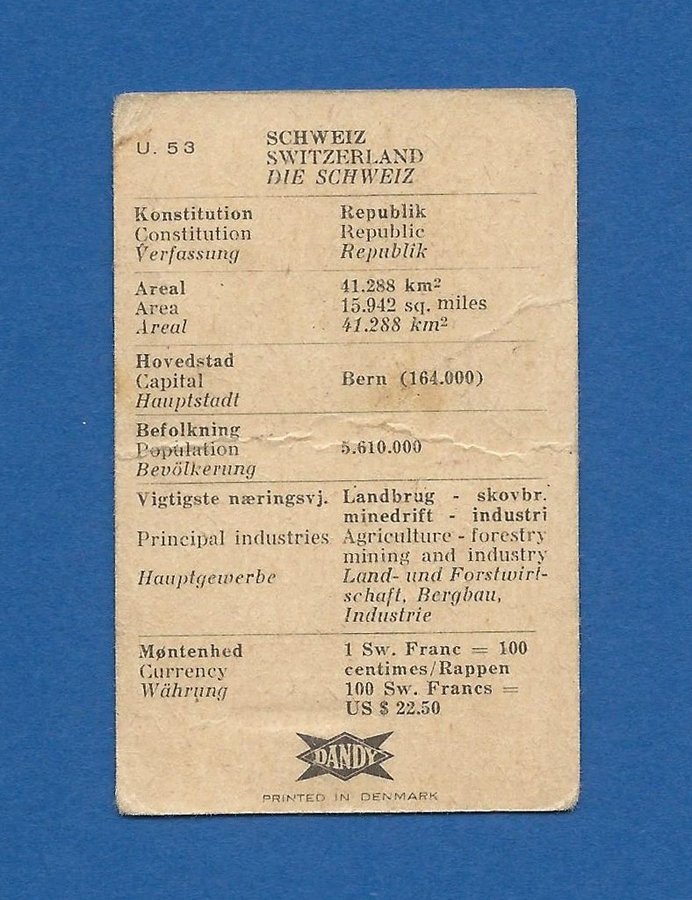 U. 53
SCHWEIZ
SWITZERLAND
DIE SCHWEIZ
Konstitution Republik
Constitution Republic
Verfassung Republik
Areal 41.288 km²
Area 15.942 sq. miles
Areal 41.288 km²
Hovedstad
Capital Bern (164.000)
Hauptstadt
Befolkning
Population 5.610.000
Bevölkerung
Vigtigste næringsvj. Landbrug - skovbr.
minedrift - industri
Principal industries Agriculture - forestry
mining and industry
Hauptgewerbe Land- und Forstwirt-
schaft, Bergbau,
Industrie
Møntenhed 1 Sw. Franc = 100
Currency centimes/Rappen
Währung 100 Sw. Francs =
US $ 22.50
DANDY
PRINTED IN DENMARK